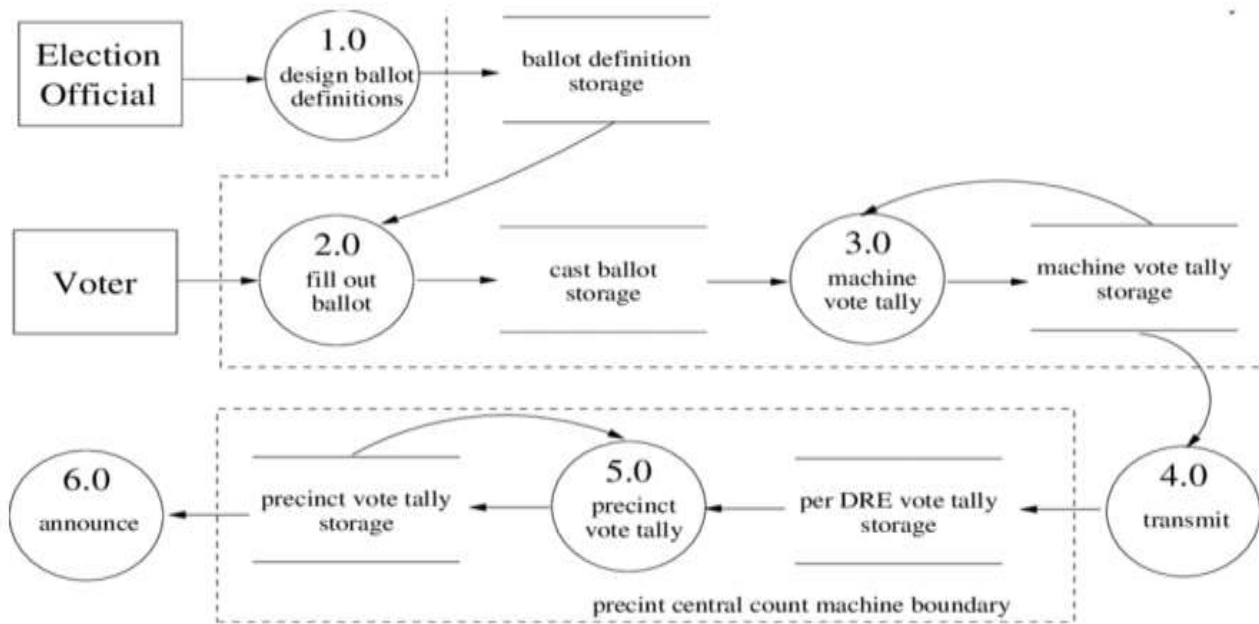 Election
Official
1.0
design ballot
definitions
ballot definition
storage
Voter
2.0
fill out
ballot
cast ballot
storage
3.0
machine
vote tally
machine vote tally
storage
6.0
announce
precinct vote tally
storage
5.0
precinct
vote tally
per DRE vote tally
storage
4.0
transmit
precint central count machine boundary